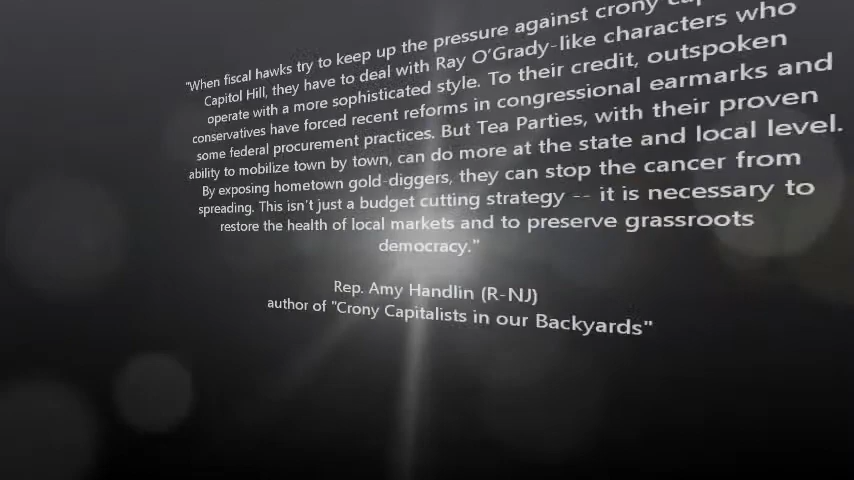 "When fiscal hawks try to keep up the pressure against crony
Capitol Hill, they have to deal with Ray O'Grady-like characters who
operate with a more sophisticated style. To their credit, outspoken
conservatives have forced recent reforms in congressional earmarks and
some federal procurement practices. But Tea Parties, with their proven
ability to mobilize town by town, can do more at the state and local level.
By exposing hometown gold-diggers, they can stop the cancer from
spreading. This isn't just a budget cutting strategy -- it is necessary to
restore the health of local markets and to preserve grassroots
democracy."
Rep. Amy Handlin (R-NJ)
author of "Crony Capitalists in our Backyards"